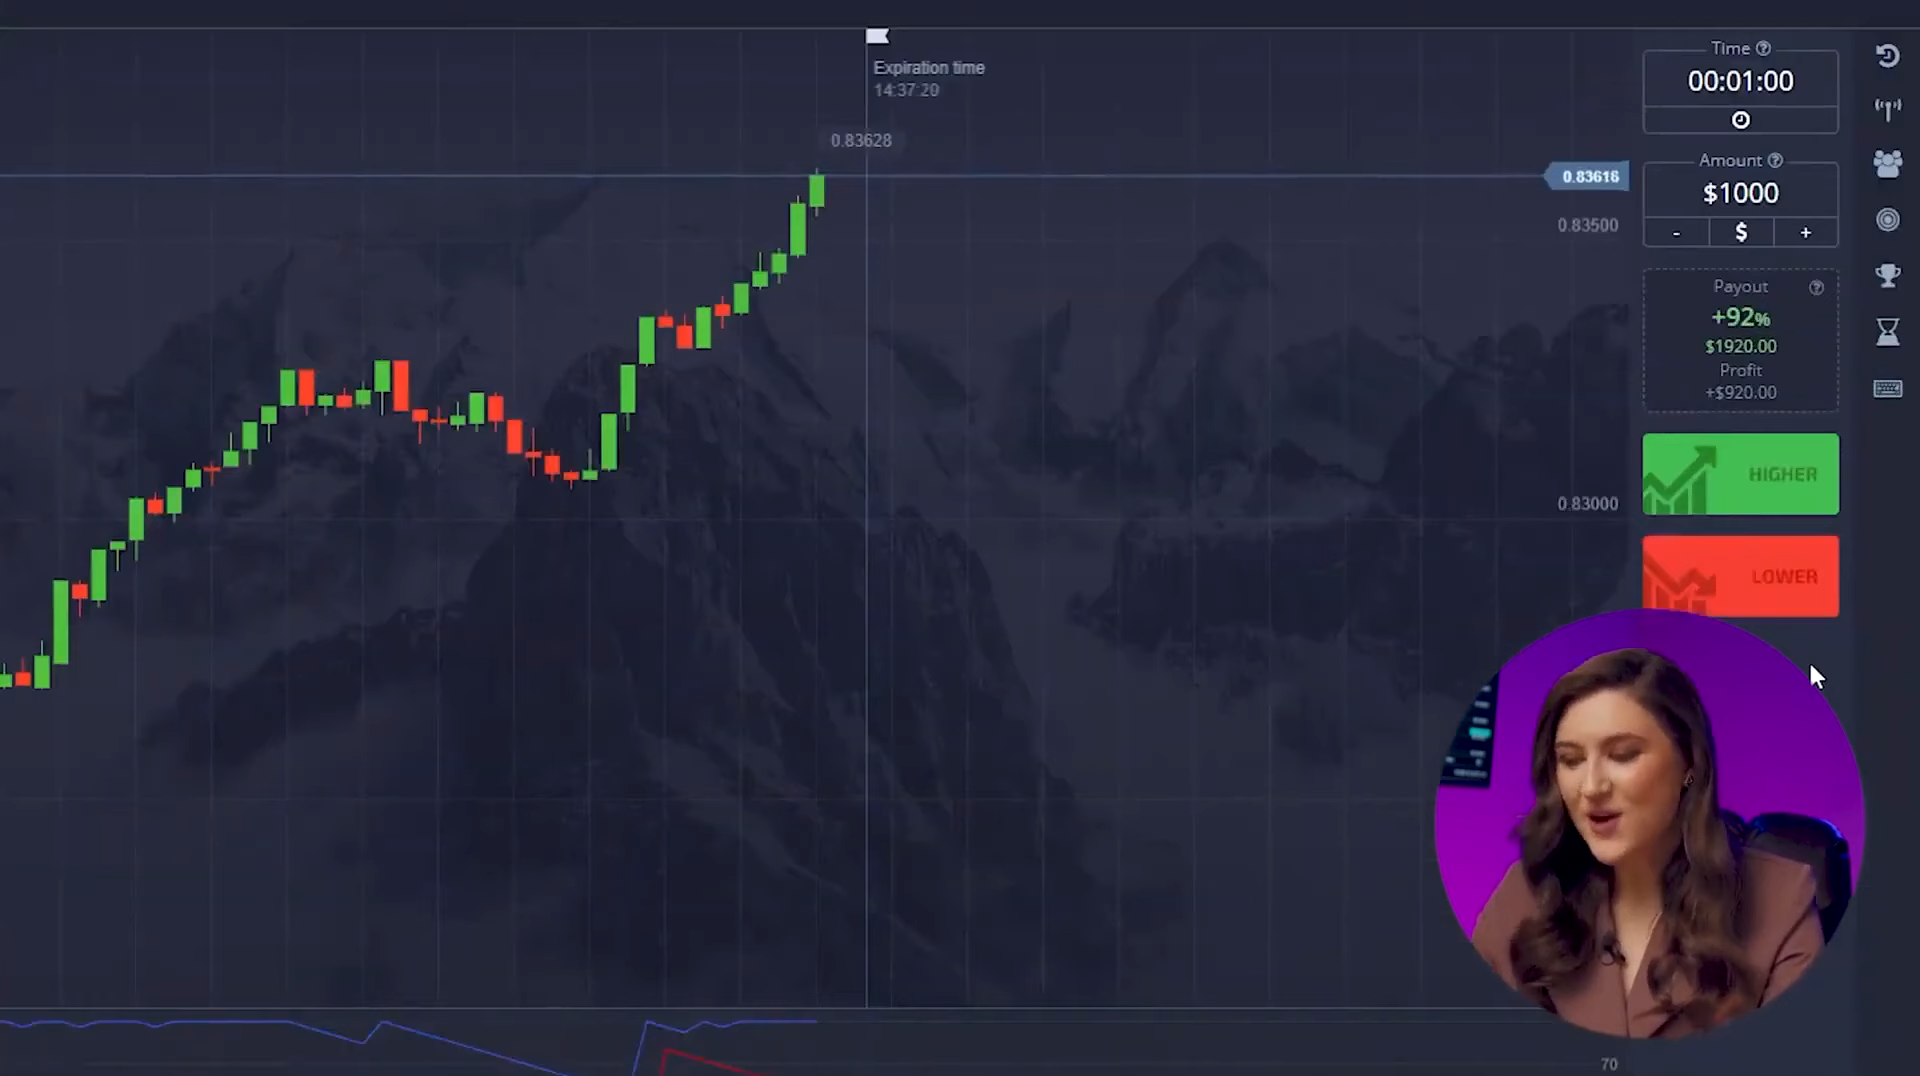 Expiration time
14:37:20
0.83628
0.83616
0.83500
0.83000
70
Time
00:01:00
Amount
$1000
- $ +
Payout
+92%
$1920.00
Profit
+$920.00
HIGHER
LOWER